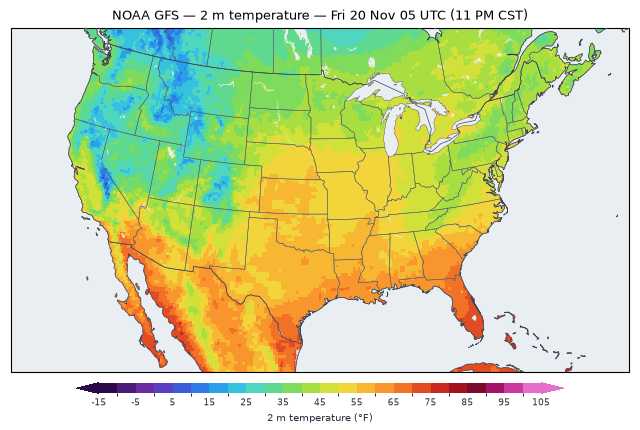 NOAA GFS — 2 m temperature — Fri 20 Nov 05 UTC (11 PM CST)
-15 -5 5 15 25 35 45 55 65 75 85 95 105
2 m temperature (°F)